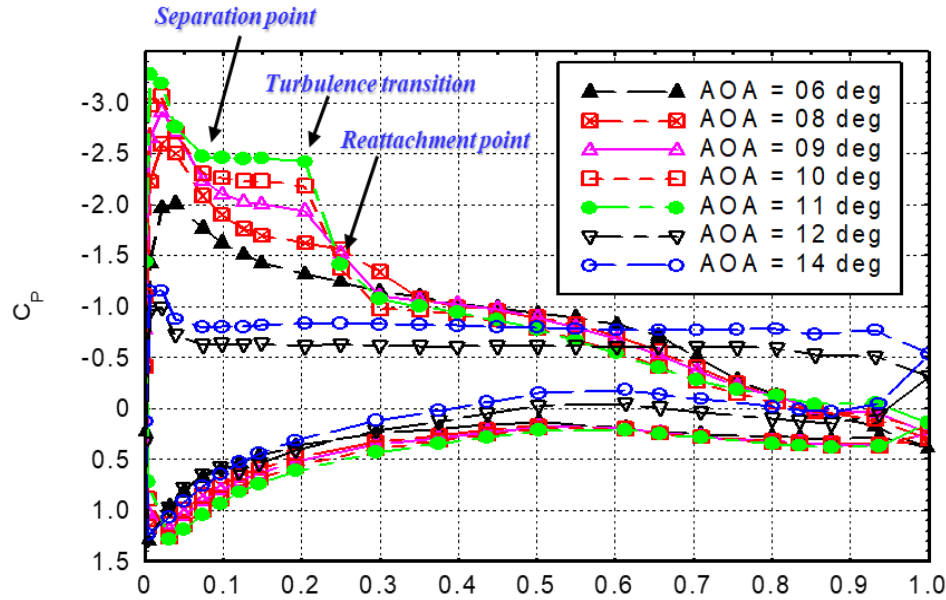 Separation point
Turbulence transition
Reattachment point
AOA = 06 deg
AOA = 08 deg
AOA = 09 deg
AOA = 10 deg
AOA = 11 deg
AOA = 12 deg
AOA = 14 deg
CP
-3.0
-2.5
-2.0
-1.5
-1.0
-0.5
0
0.5
1.0
1.5
0 0.1 0.2 0.3 0.4 0.5 0.6 0.7 0.8 0.9 1.0